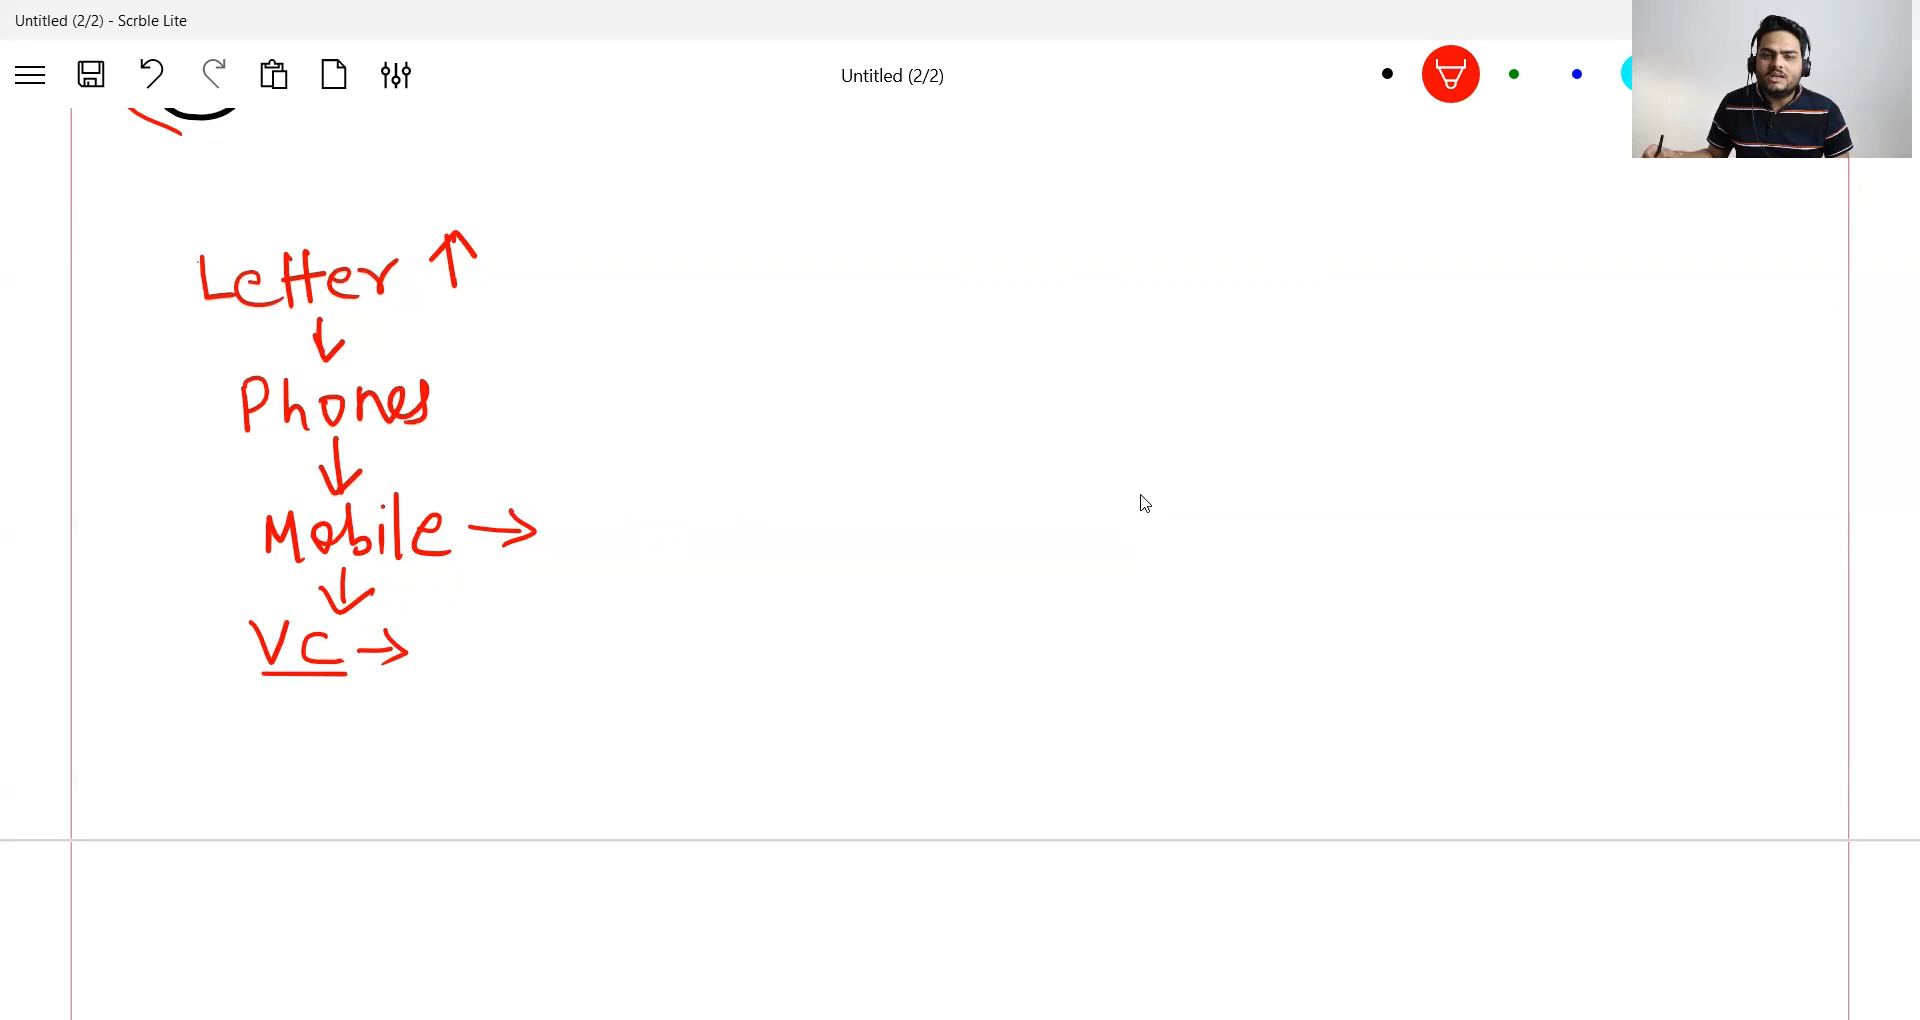 Untitled (2/2) - Scrble Lite
Untitled (2/2)
Letter ↑
↓
Phones
↓
Mobile →
↓
VC →